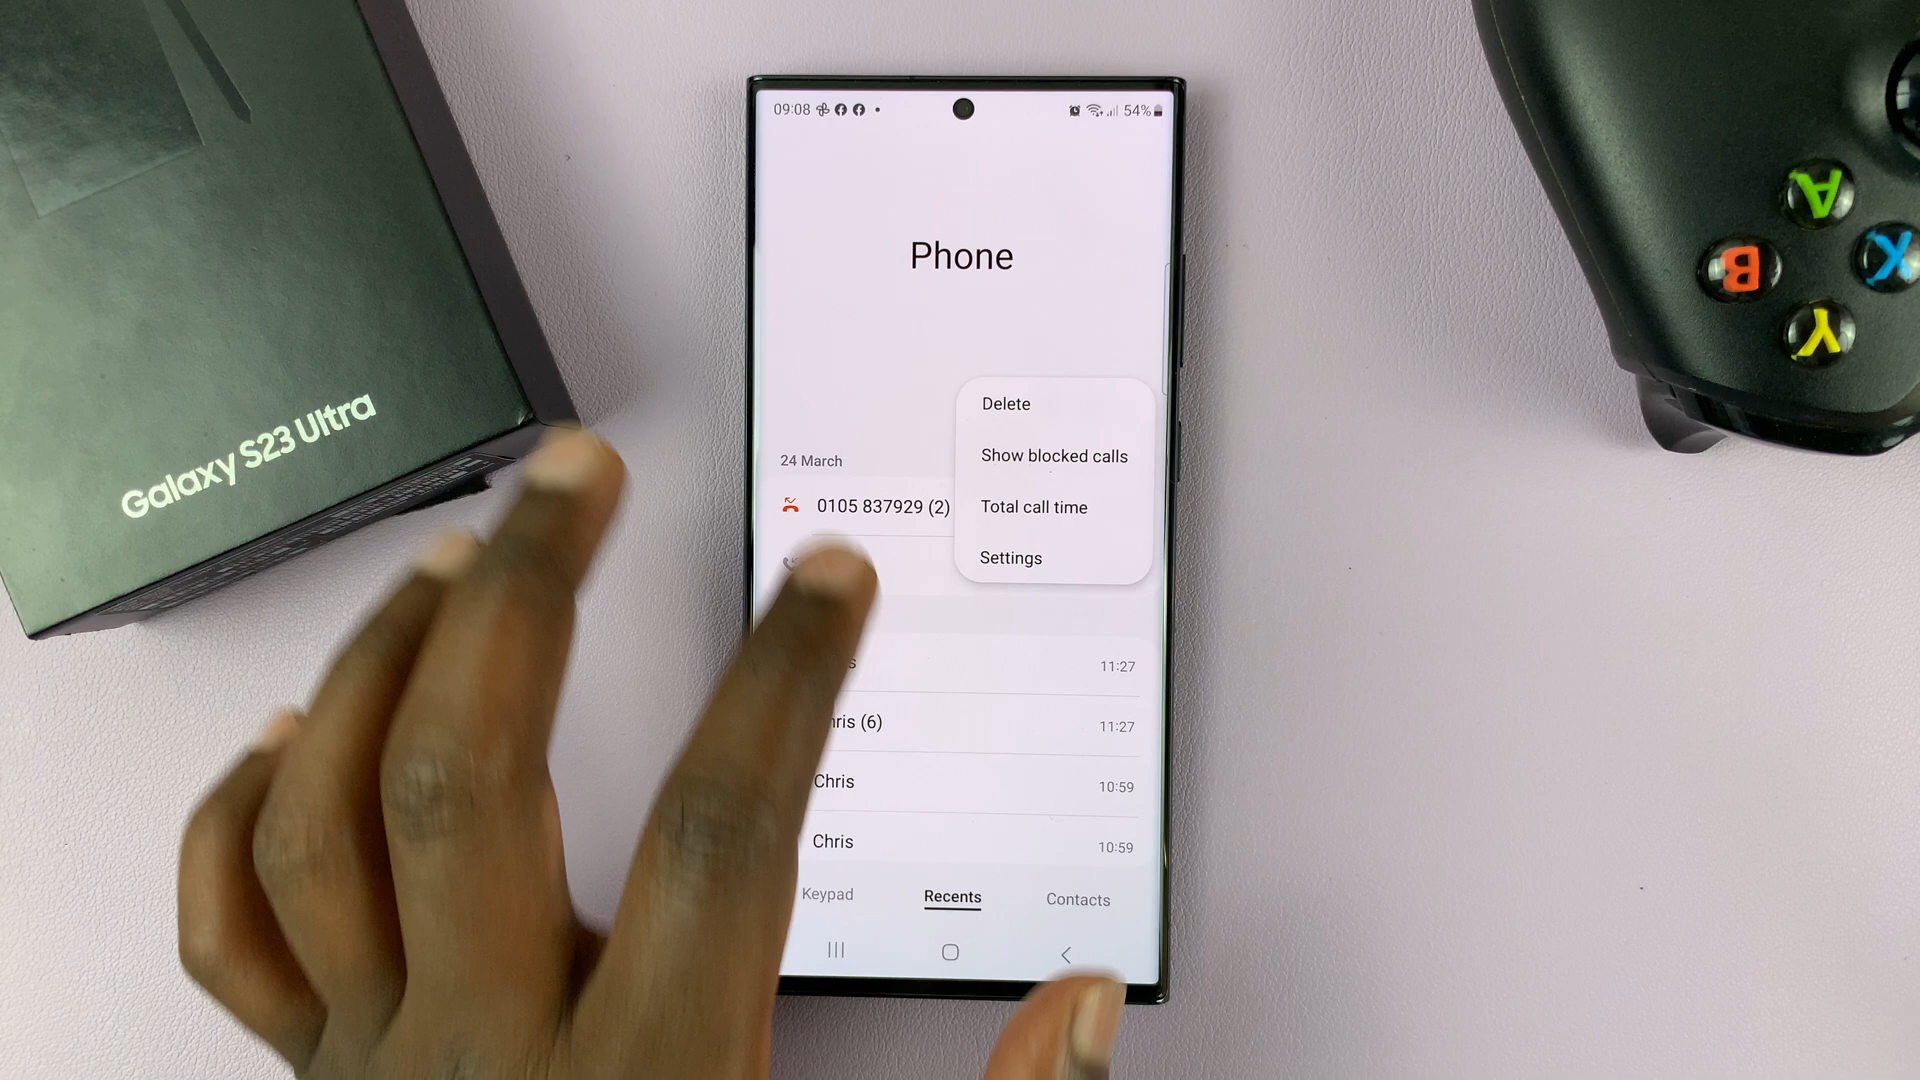 Galaxy S23 Ultra
09:08
54%
Phone
Delete
Show blocked calls
Total call time
Settings
24 March
0105 837929 (2)
11:27
(6)
11:27
Chris
10:59
Chris
10:59
Keypad
Recents
Contacts
A
B
X
Y